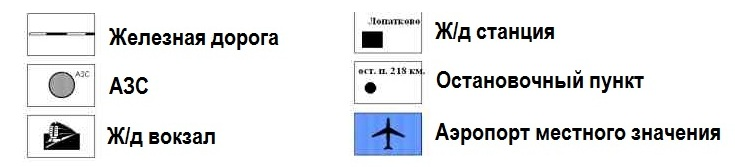 Железная дорога
АЗС
АЗС
Ж/д вокзал
Лопатково
Ж/д станция
ост. п. 218 км.
Остановочный пункт
Аэропорт местного значения